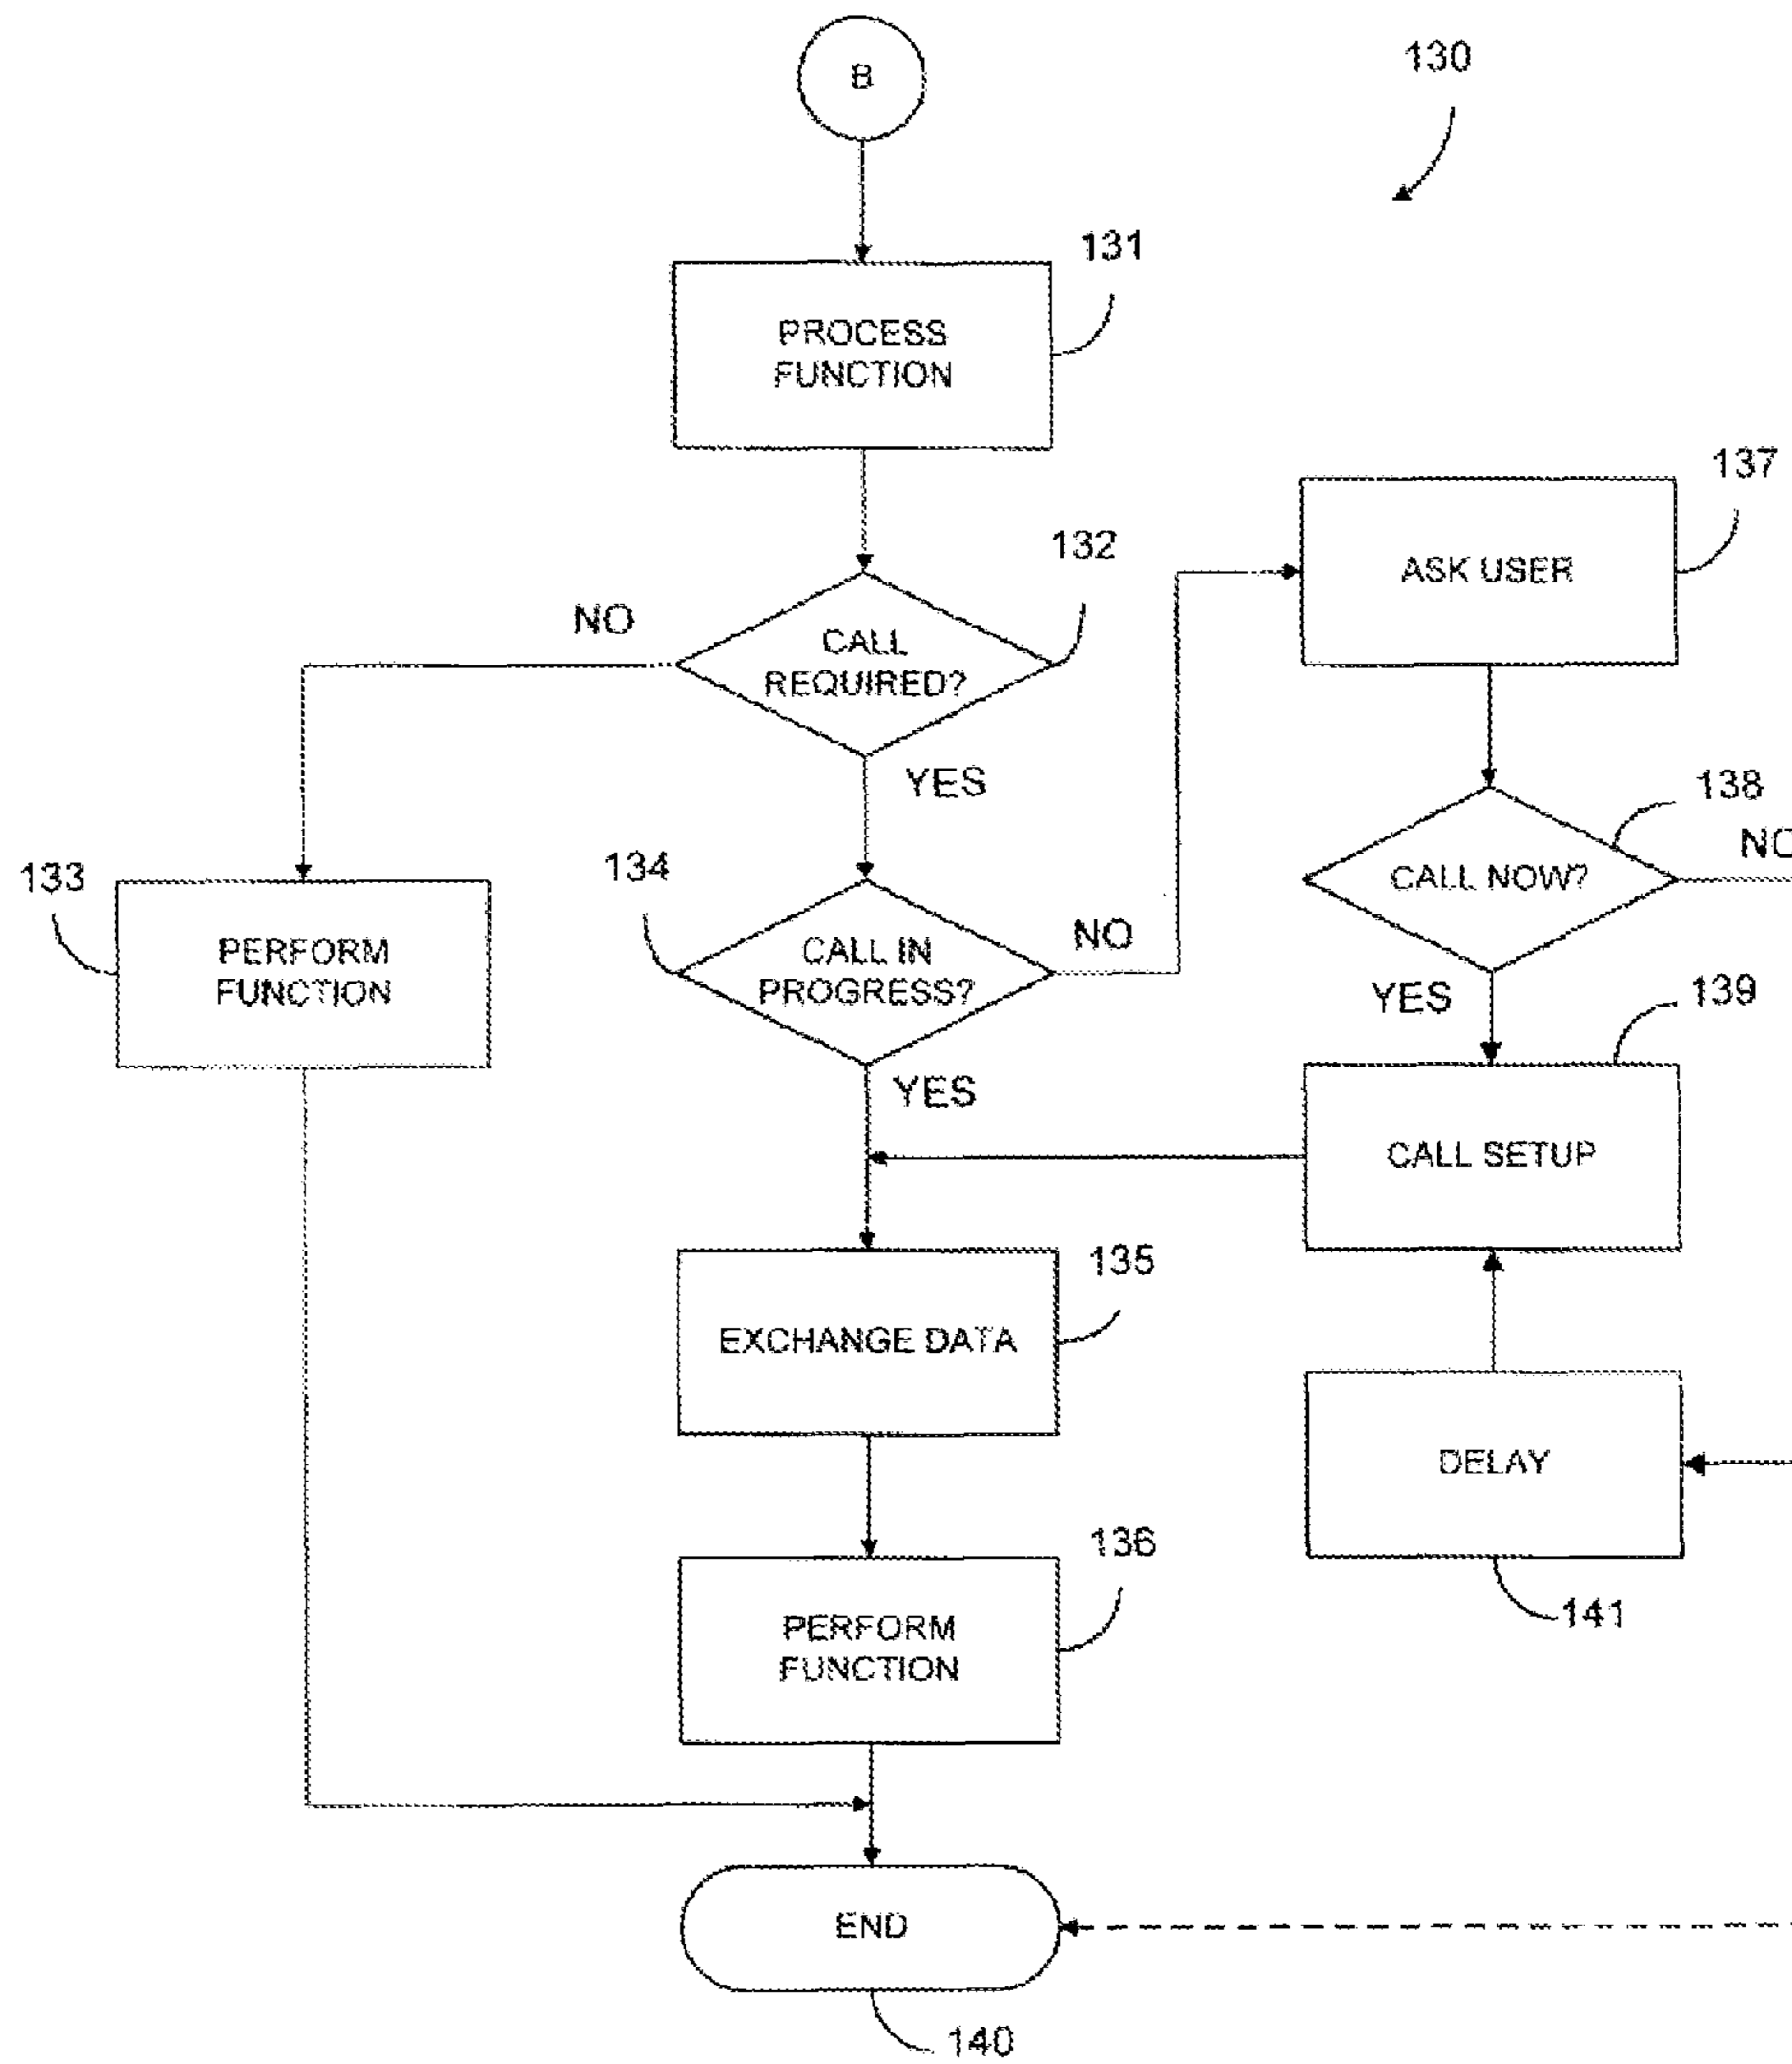 B
130
131
PROCESS
FUNCTION
132
137
ASK USER
NO
CALL
REQUIRED?
YES
138
NO
CALL NOW?
133
134
PERFORM
FUNCTION
CALL IN
PROGRESS?
NO
YES
139
YES
CALL SETUP
135
EXCHANGE DATA
DELAY
136
141
PERFORM
FUNCTION
END
140